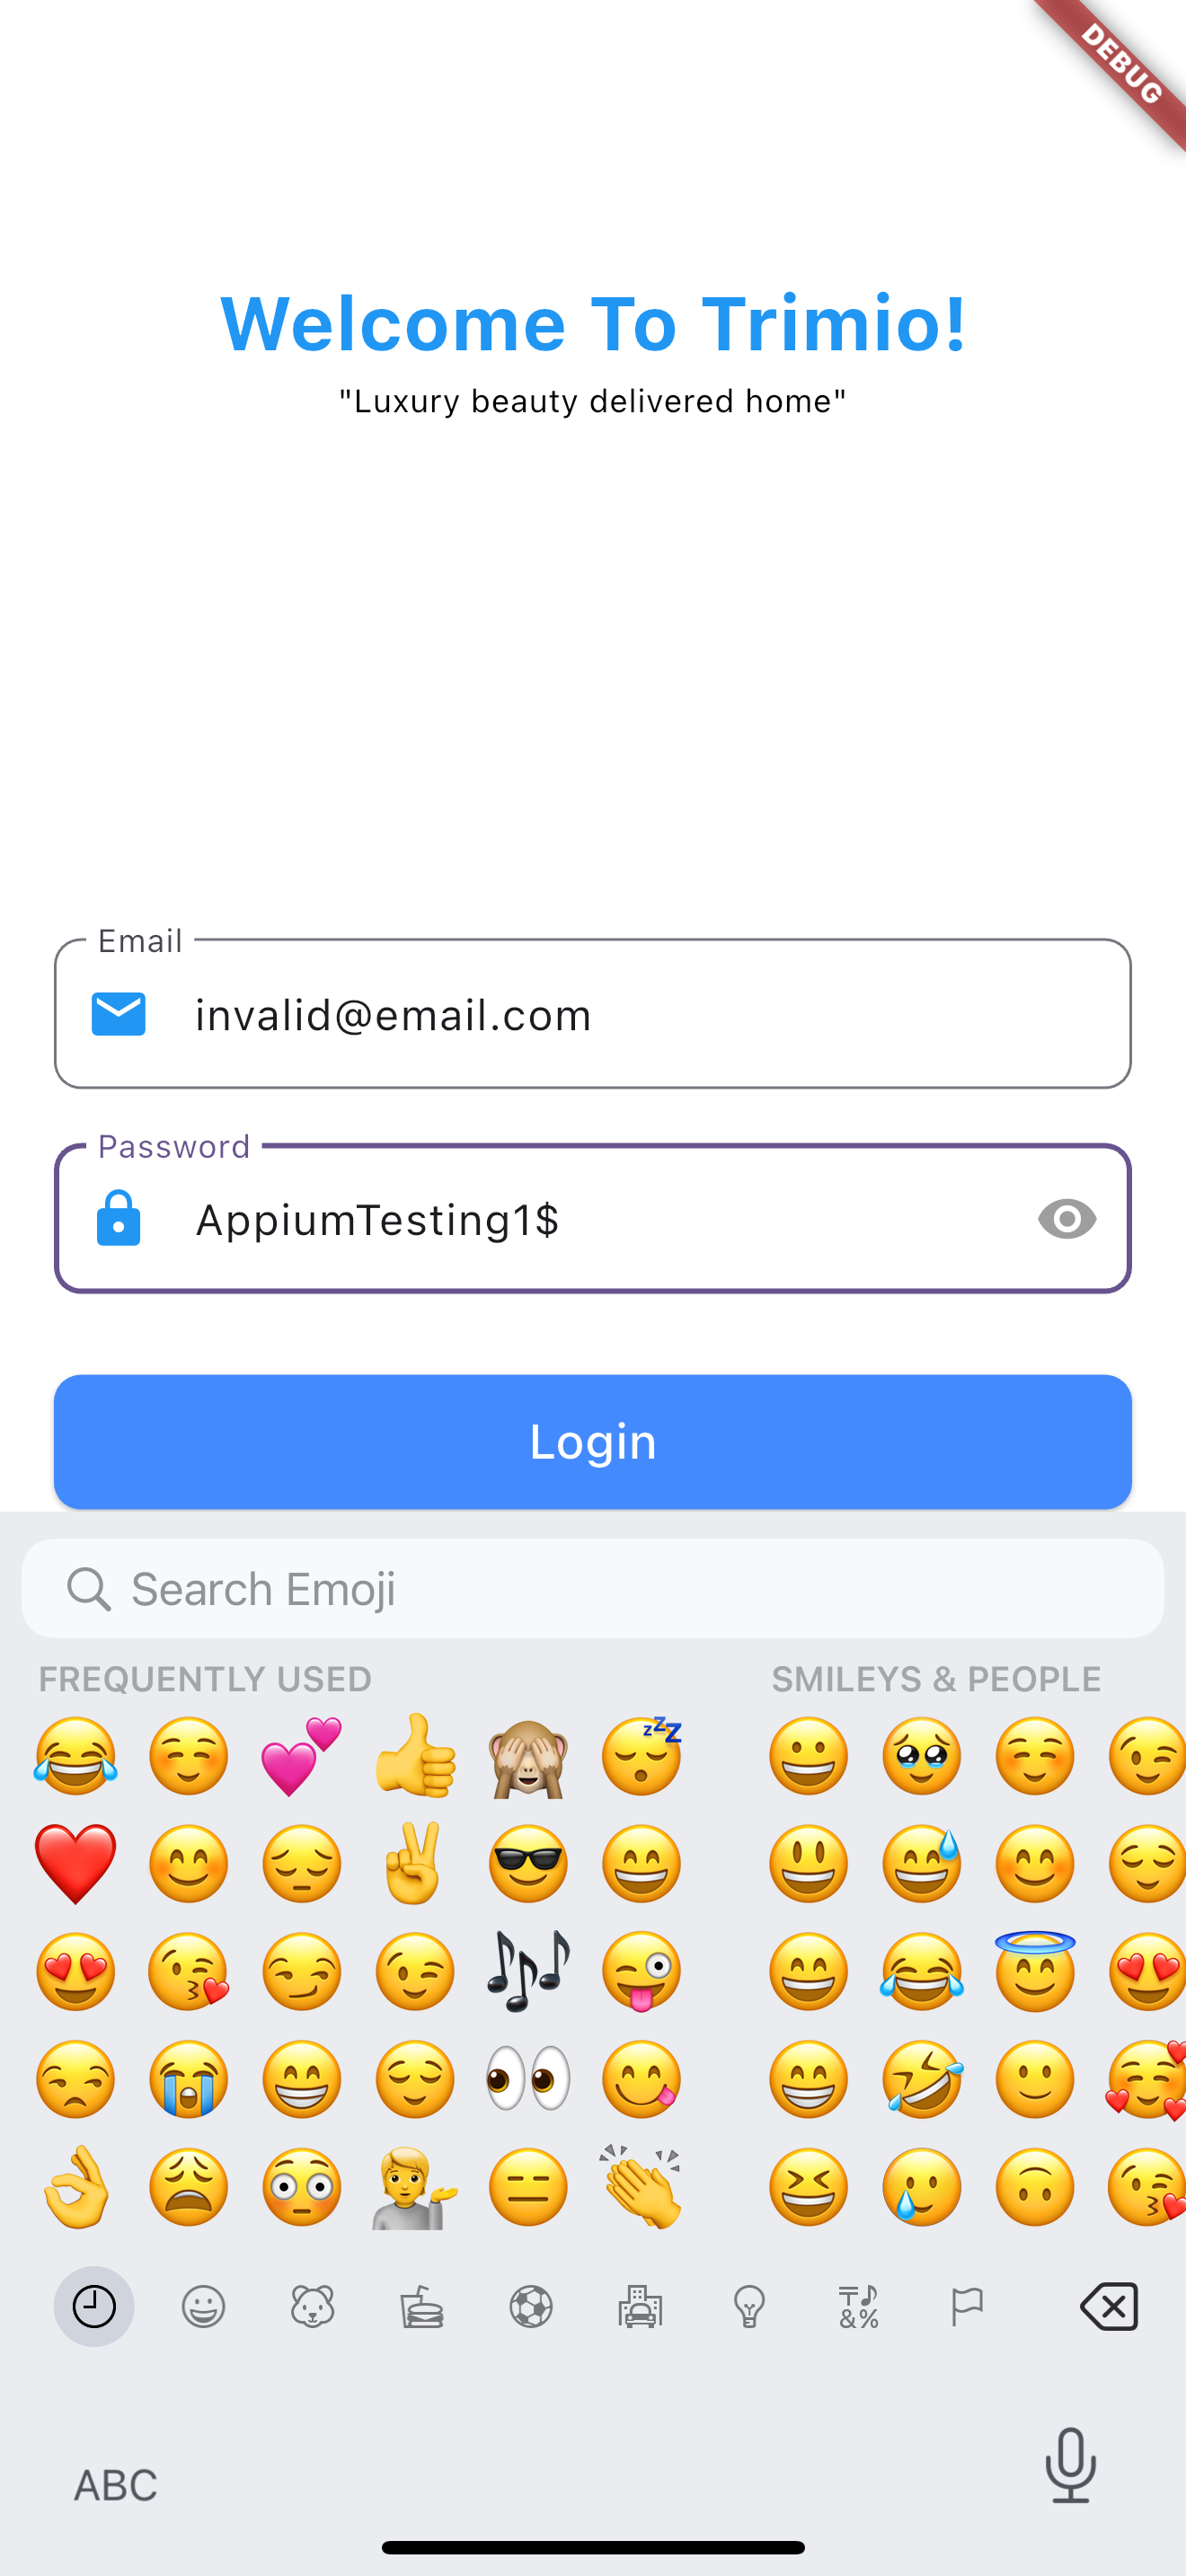 DEBUG
Welcome To Trimio!
"Luxury beauty delivered home"
Email
invalid@email.com
Password
AppiumTesting1$
Login
Search Emoji
FREQUENTLY USED SMILEYS & PEOPLE
ABC